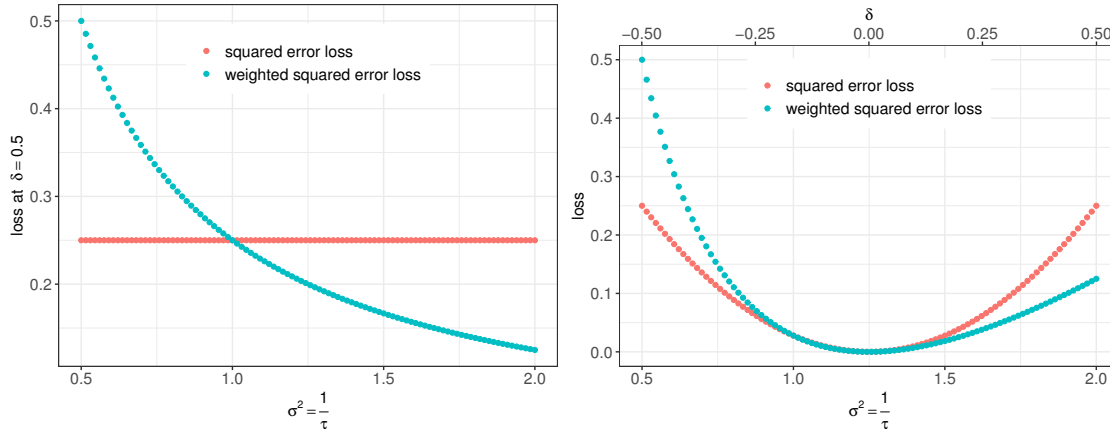 0.5
0.4
0.3
0.2
loss at δ = 0.5
squared error loss
weighted squared error loss
0.5 1.0 1.5 2.0
σ² = 1/τ
δ
−0.50 −0.25 0.00 0.25 0.50
0.5
0.4
0.3
0.2
0.1
0.0
loss
squared error loss
weighted squared error loss
0.5 1.0 1.5 2.0
σ² = 1/τ